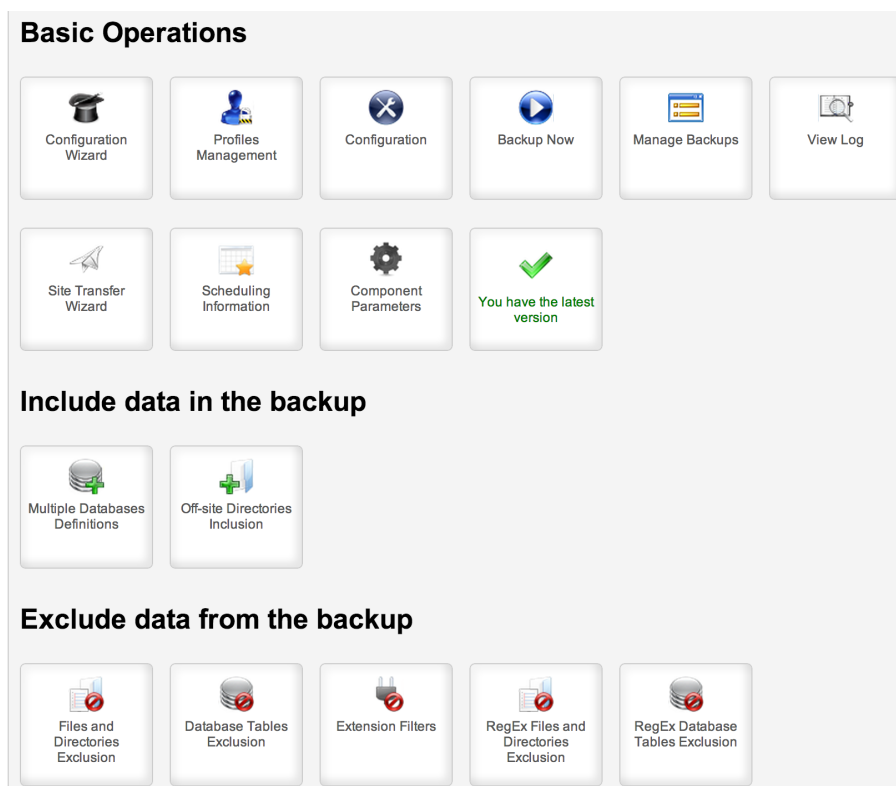 Basic Operations
Configuration
Wizard
Profiles
Management
Configuration
Backup Now
Manage Backups
View Log
Site Transfer
Wizard
Scheduling
Information
Component
Parameters
You have the latest
version
Include data in the backup
Multiple Databases
Definitions
Off-site Directories
Inclusion
Exclude data from the backup
Files and
Directories
Exclusion
Database Tables
Exclusion
Extension Filters
RegEx Files and
Directories
Exclusion
RegEx Database
Tables Exclusion